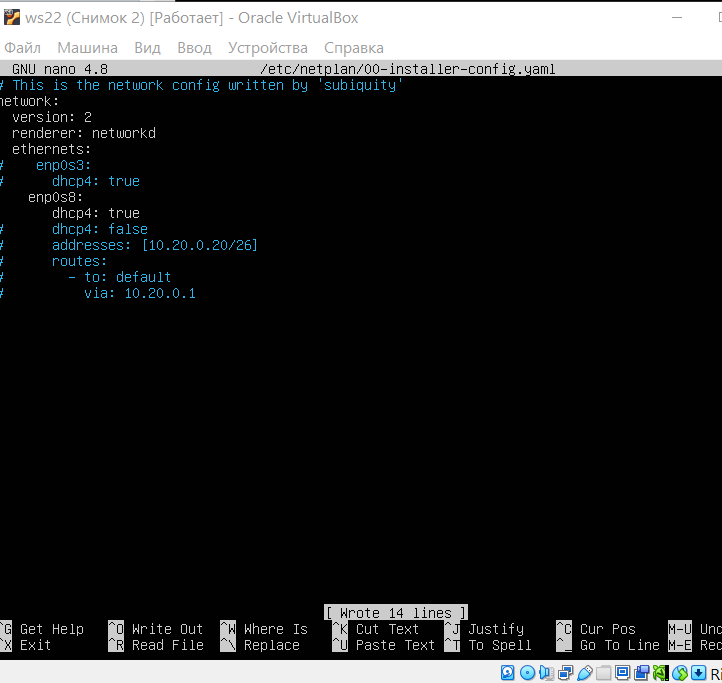 ws22 (Снимок 2) [Работает] - Oracle VirtualBox
Файл Машина Вид Ввод Устройства Справка
GNU nano 4.8 /etc/netplan/00-installer-config.yaml
# This is the network config written by 'subiquity'
network:
  version: 2
  renderer: networkd
  ethernets:
#    enp0s3:
#      dhcp4: true
    enp0s8:
       dhcp4: true
#      dhcp4: false
#      addresses: [10.20.0.20/26]
#      routes:
#        - to: default
#          via: 10.20.0.1
[ Wrote 14 lines ]
^G Get Help ^O Write Out ^W Where Is ^K Cut Text ^J Justify ^C Cur Pos M-U
^X Exit ^R Read File ^\ Replace ^U Paste Text ^T To Spell ^_ Go To Line M-E